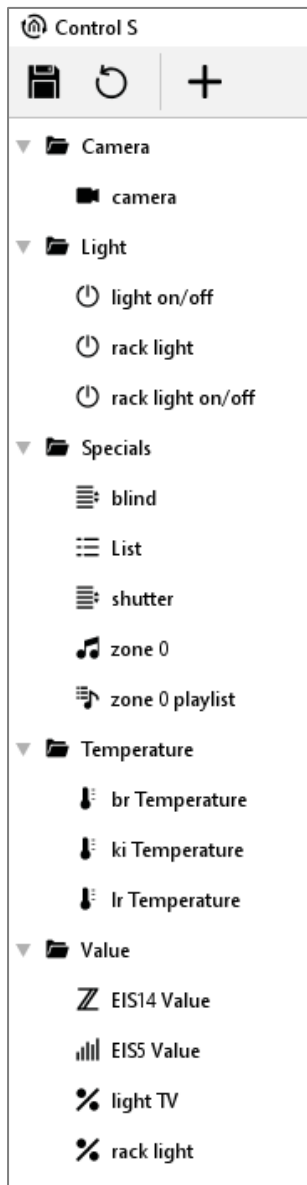 Control S
Camera
camera
Light
light on/off
rack light
rack light on/off
Specials
blind
List
shutter
zone 0
zone 0 playlist
Temperature
br Temperature
ki Temperature
lr Temperature
Value
EIS14 Value
EIS5 Value
light TV
rack light